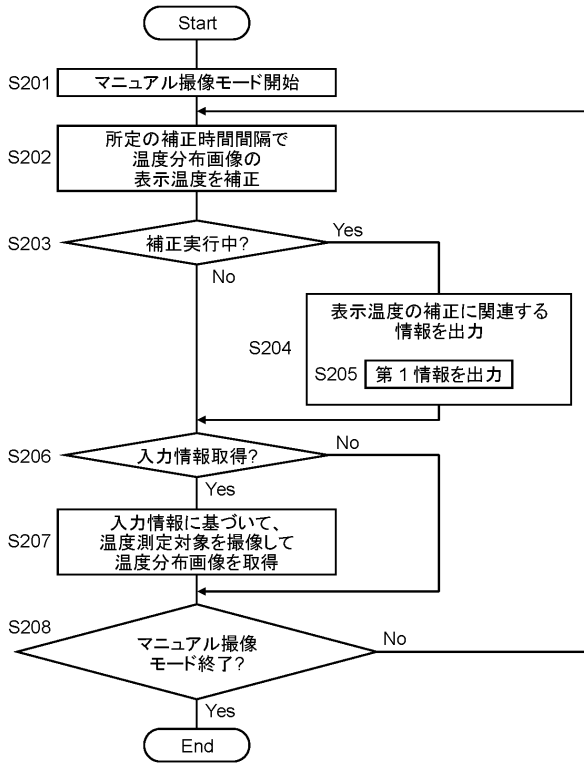 Start
S201
マニュアル撮像モード開始
S202
所定の補正時間間隔で
温度分布画像の
表示温度を補正
S203
補正実行中?
Yes
No
S204
表示温度の補正に関連する
情報を出力
S205
第1情報を出力
S206
入力情報取得?
No
Yes
S207
入力情報に基づいて、
温度測定対象を撮像して
温度分布画像を取得
S208
マニュアル撮像
モード終了?
No
Yes
End